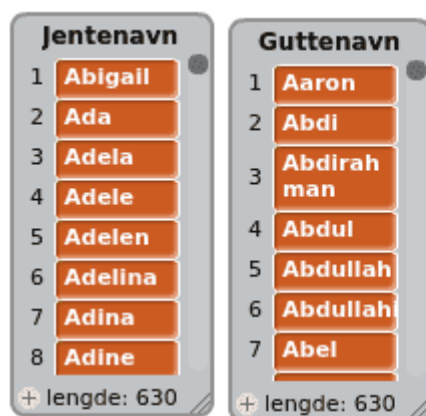 Jentenavn
1 Abigail
2 Ada
3 Adela
4 Adele
5 Adelen
6 Adelina
7 Adina
8 Adine
+ lengde: 630
Guttenavn
1 Aaron
2 Abdi
3 Abdirah
man
4 Abdul
5 Abdullah
6 Abdullahi
7 Abel
+ lengde: 630